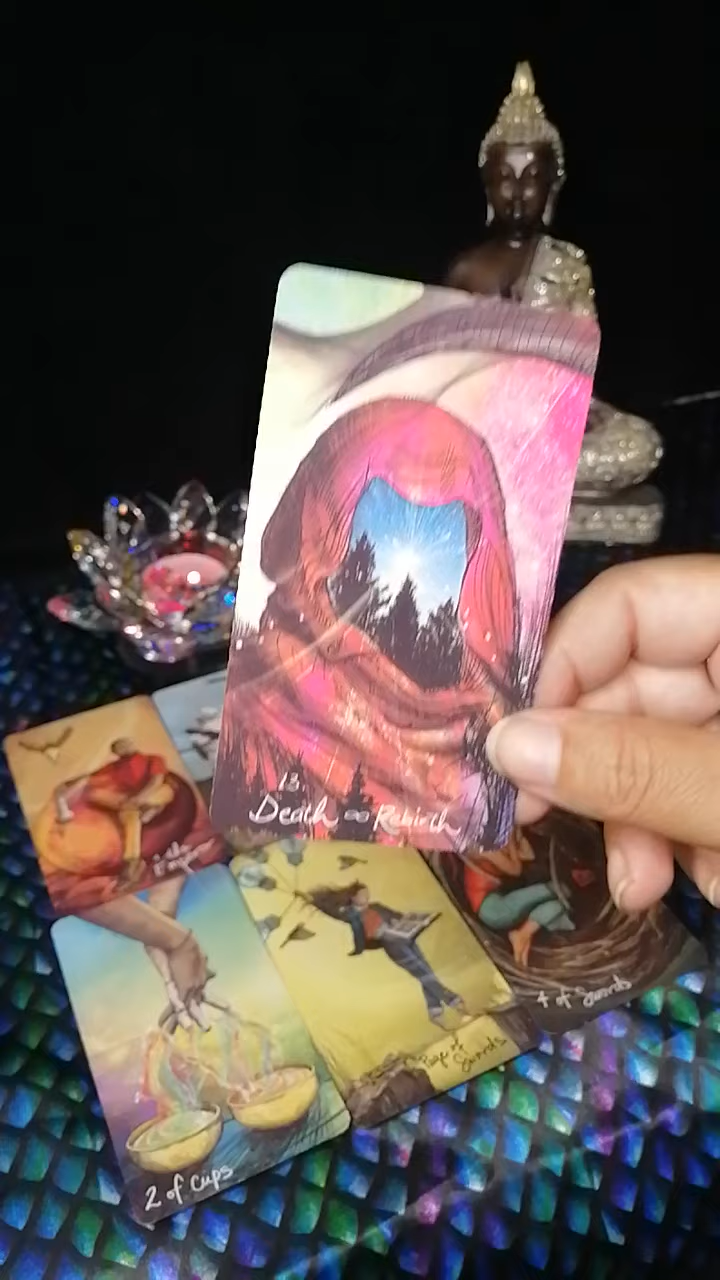 13
Death ∞ Rebirth
4 of Swords
Page of
Swords
2 of Cups